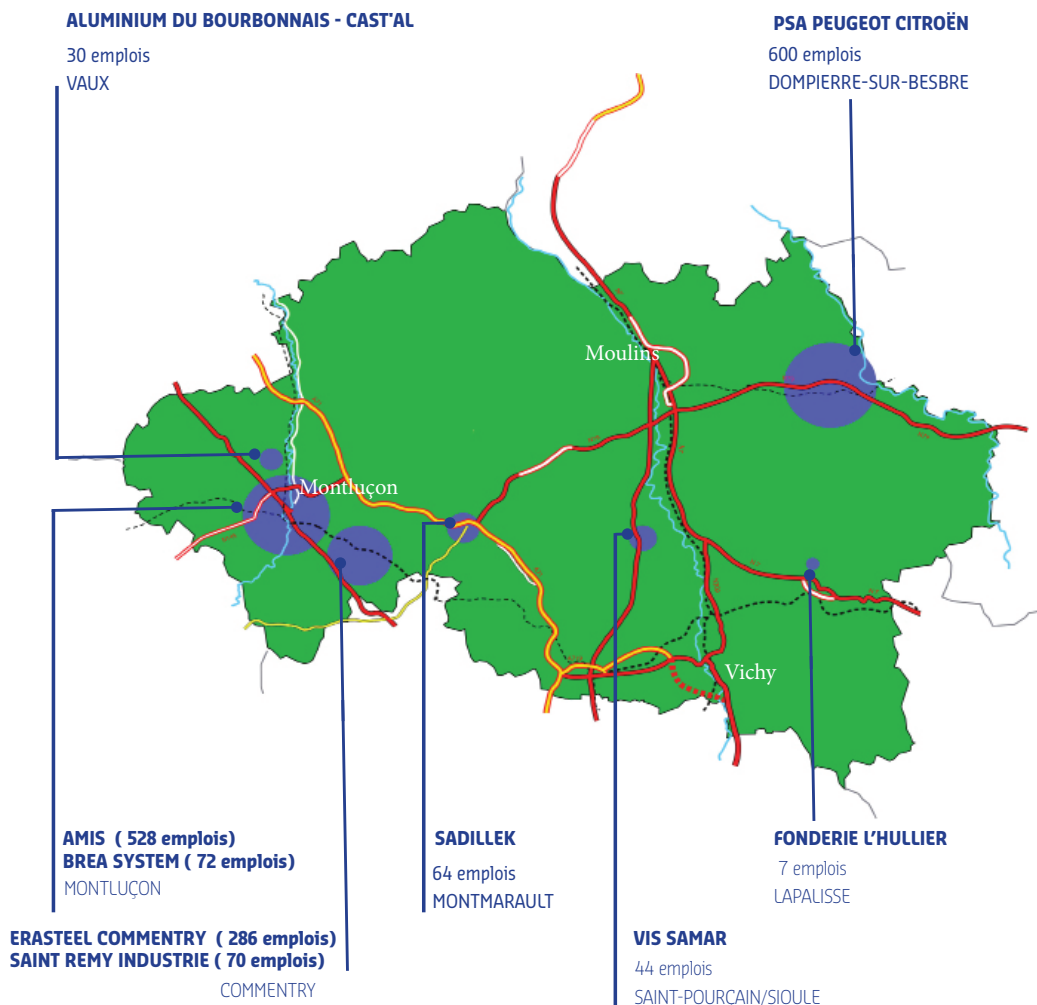 ALUMINIUM DU BOURBONNAIS - CAST'AL
30 emplois
VAUX
PSA PEUGEOT CITROËN
600 emplois
DOMPIERRE-SUR-BESBRE
Moulins
Montluçon
Vichy
AMIS ( 528 emplois)
BREA SYSTEM ( 72 emplois)
MONTLUÇON
ERASTEEL COMMENTRY ( 286 emplois)
SAINT REMY INDUSTRIE ( 70 emplois)
COMMENTRY
SADILLEK
64 emplois
MONTMARAULT
VIS SAMAR
44 emplois
SAINT-POURÇAIN/SIOULE
FONDERIE L'HULLIER
7 emplois
LAPALISSE